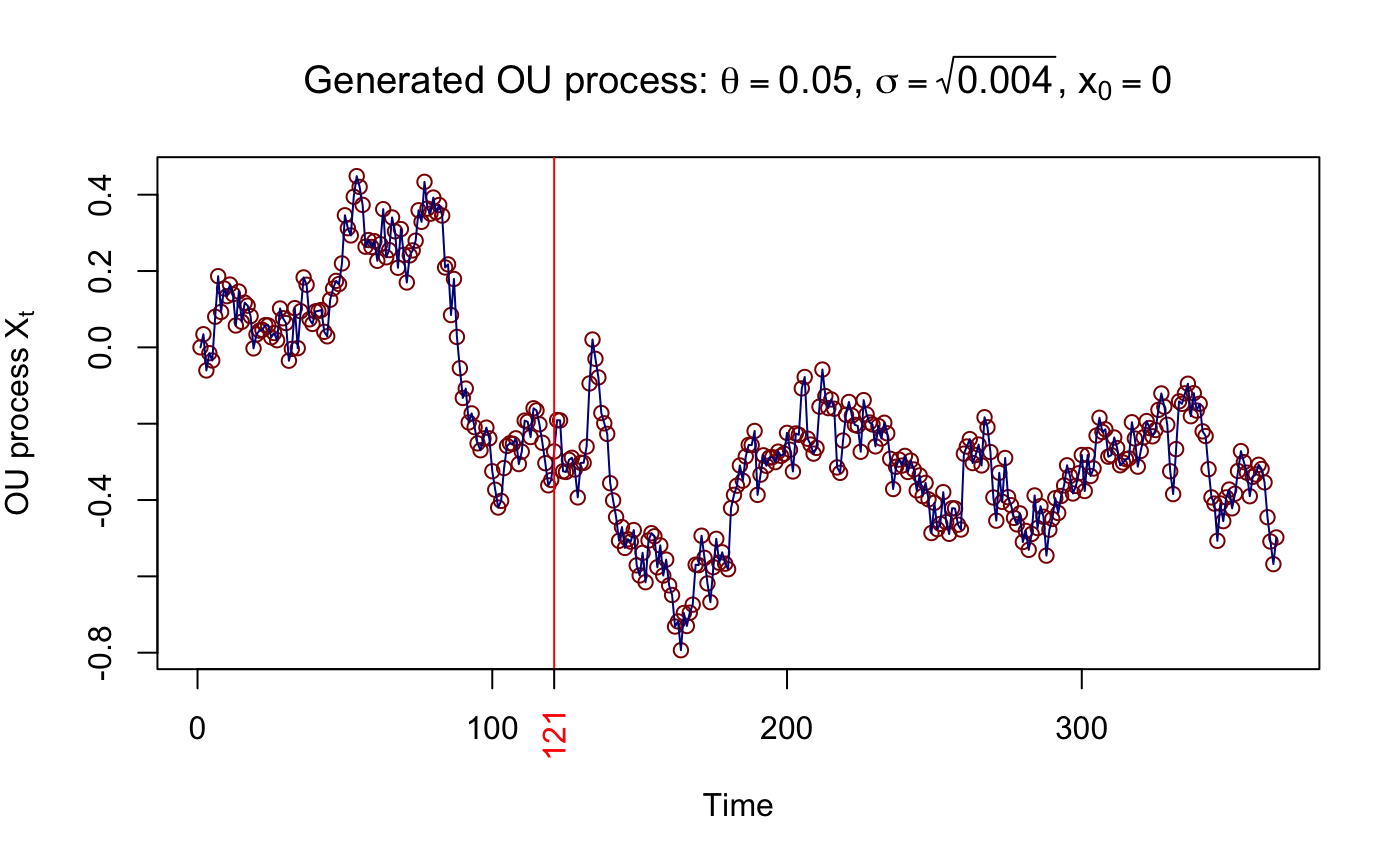 Generated OU process: θ = 0.05, σ = √0.004, x₀ = 0
OU process Xₜ
0.4
0.2
0.0
-0.4
-0.8
0 100 200 300
121
Time